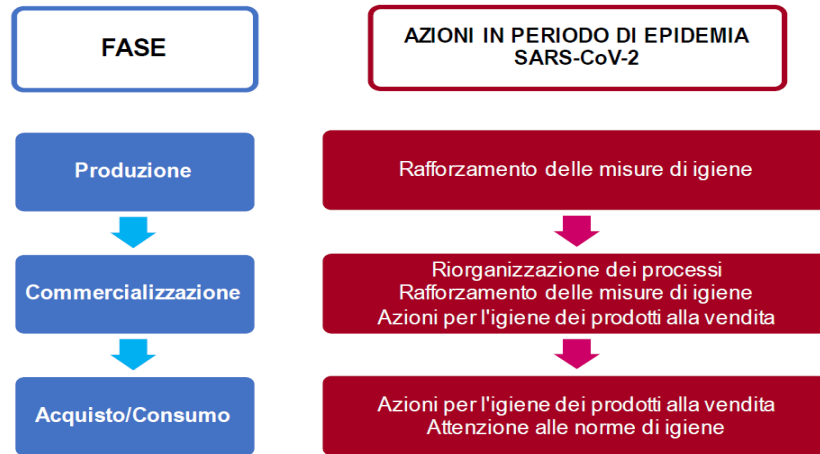 FASE
AZIONI IN PERIODO DI EPIDEMIA
SARS-CoV-2
Produzione
Rafforzamento delle misure di igiene
Commercializzazione
Riorganizzazione dei processi
Rafforzamento delle misure di igiene
Azioni per l'igiene dei prodotti alla vendita
Acquisto/Consumo
Azioni per l'igiene dei prodotti alla vendita
Attenzione alle norme di igiene